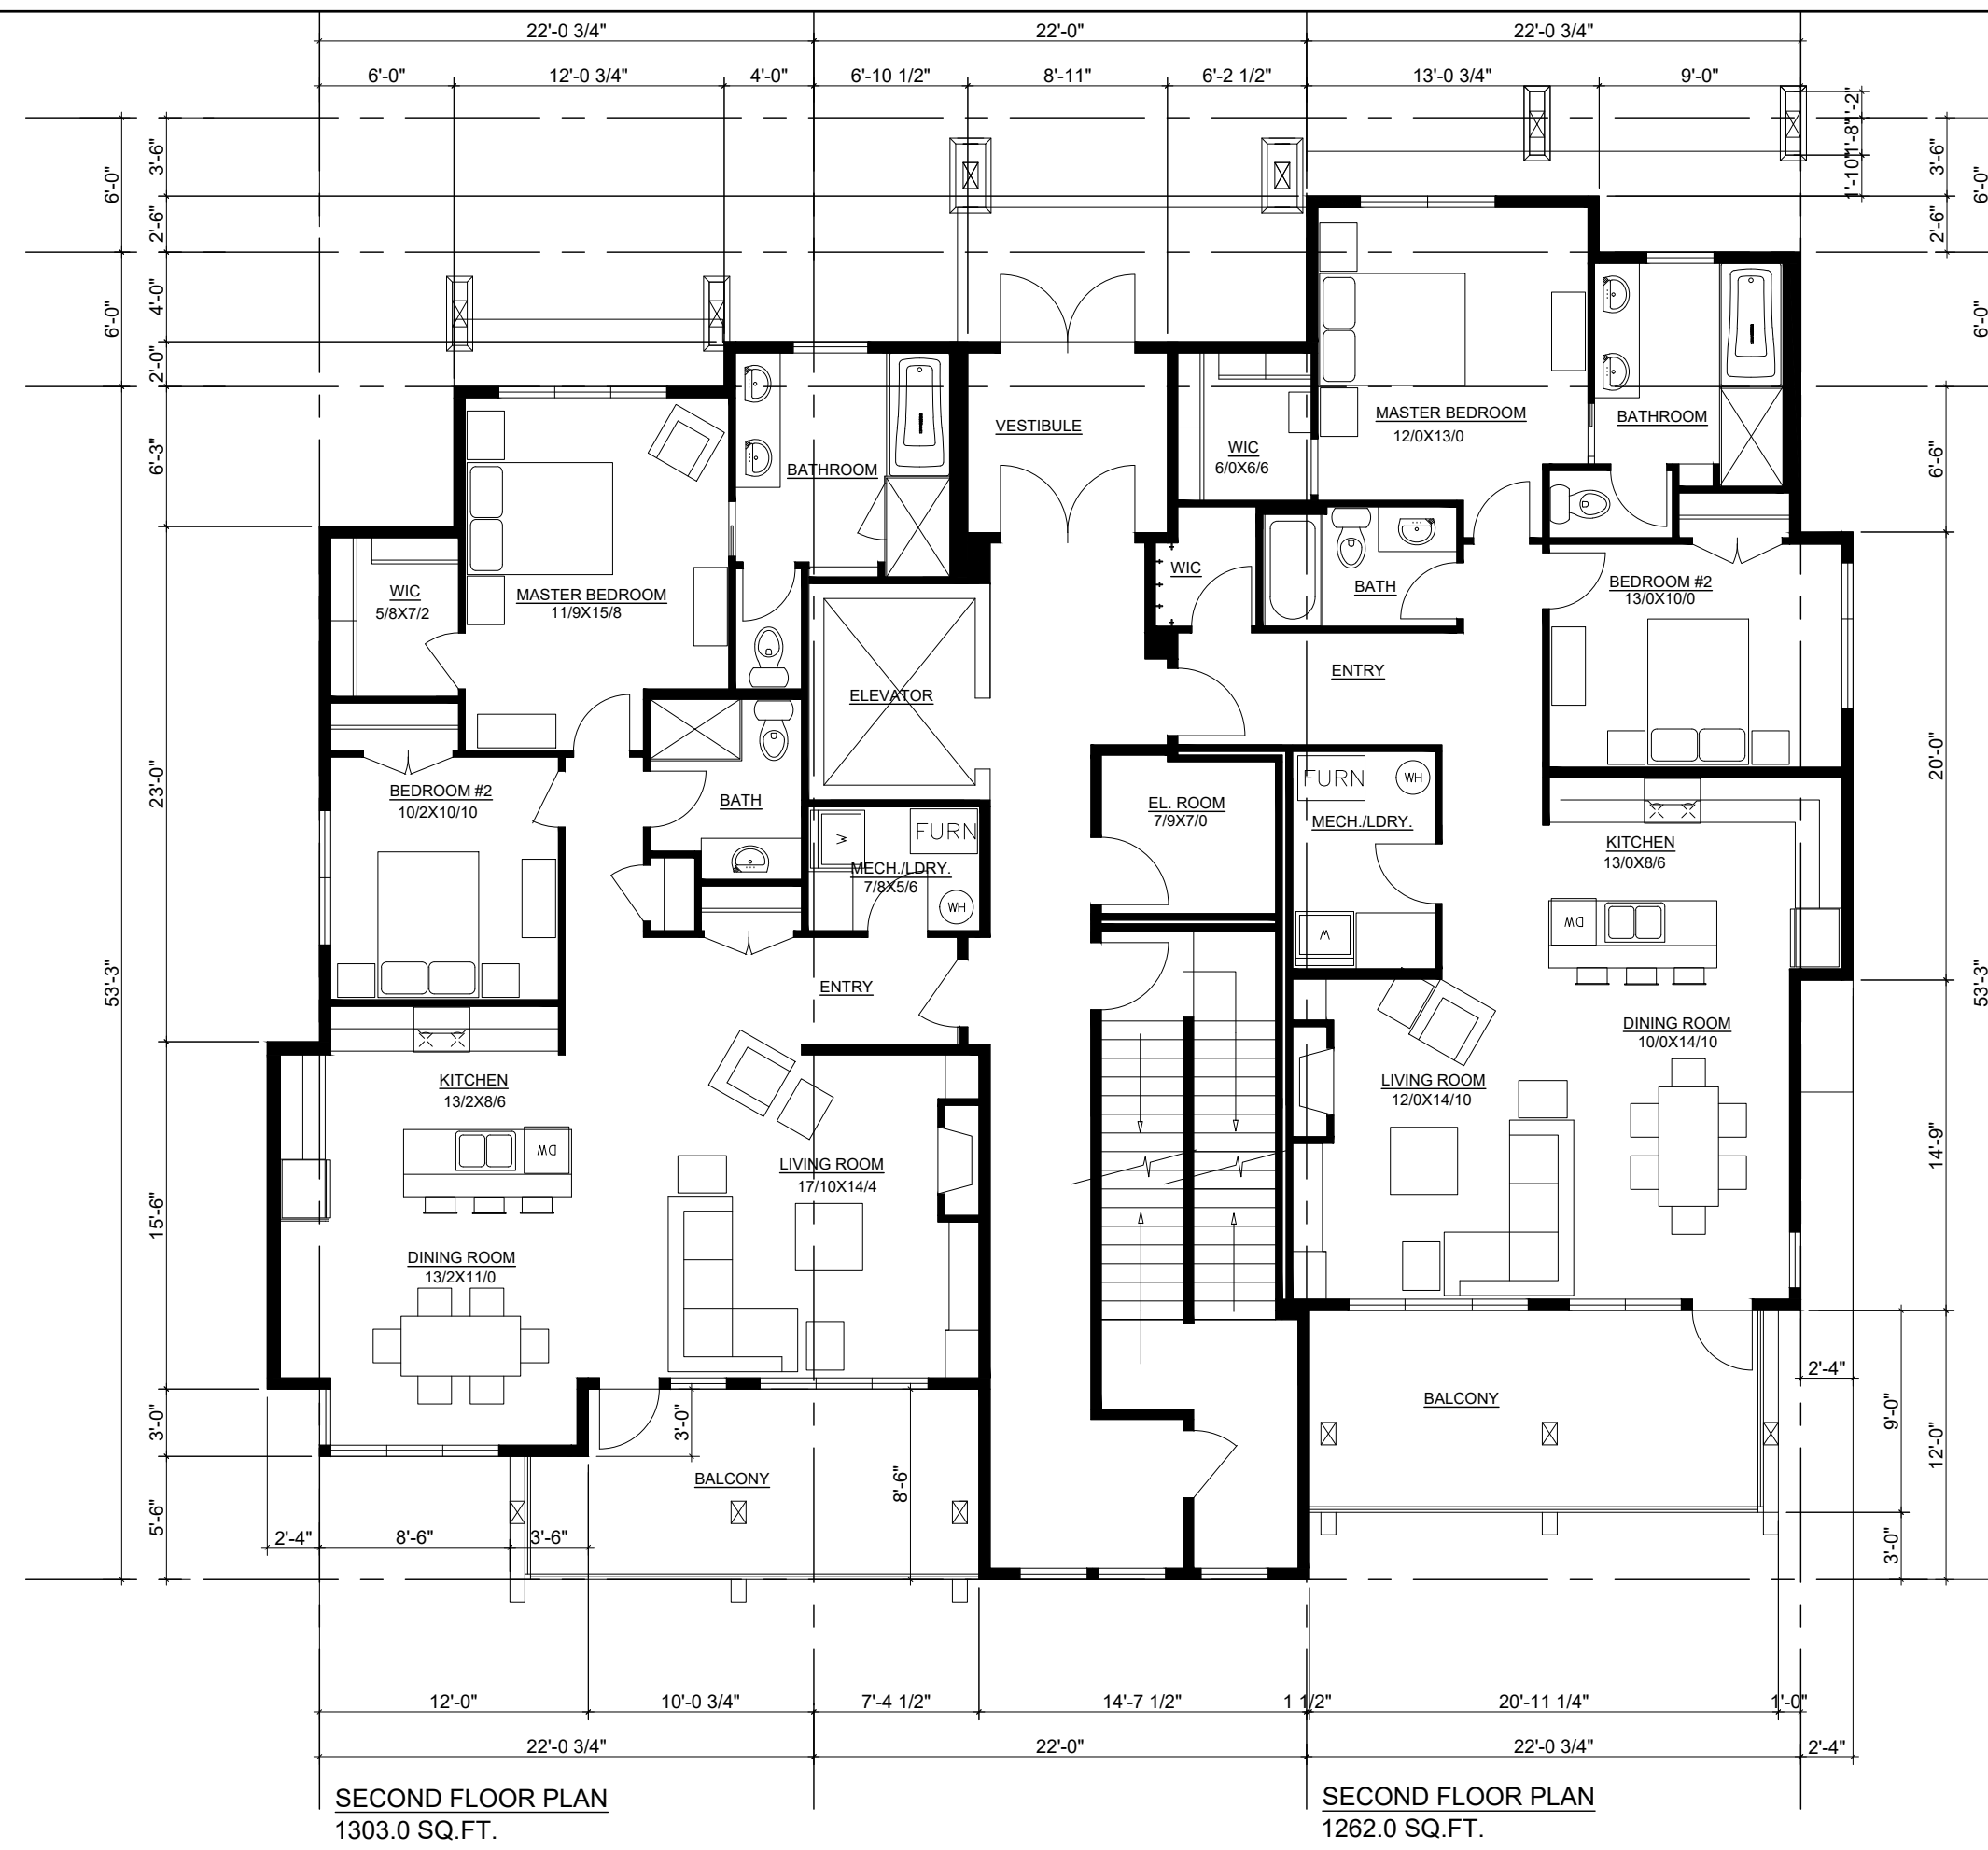 22'-0 3/4" 22'-0" 22'-0 3/4"
6'-0" 12'-0 3/4" 4'-0" 6'-10 1/2" 8'-11" 6'-2 1/2" 13'-0 3/4" 9'-0"
6'-0" 3'-6" 2'-6"
6'-0" 4'-0" 2'-0"
53'-3" 6'-3" 23'-0" 15'-6" 3'-0" 5'-6"
1'-2" 1'-8" 1'-10"
3'-6" 2'-6" 6'-0"
6'-0"
6'-6" 20'-0" 14'-9" 12'-0" 53'-3"
9'-0" 3'-0"
MASTER BEDROOM
12/0X13/0
BATHROOM
VESTIBULE
WIC
6/0X6/6
BATHROOM
WIC
5/8X7/2
MASTER BEDROOM
11/9X15/8
WIC
BATH
BEDROOM #2
13/0X10/0
ENTRY
ELEVATOR
BEDROOM #2
10/2X10/10
BATH
FURN
W
MECH./LDRY.
7/8X5/6
WH
EL. ROOM
7/9X7/0
FURN
WH
MECH./LDRY.
W
KITCHEN
13/0X8/6
DW
ENTRY
DINING ROOM
10/0X14/10
LIVING ROOM
12/0X14/10
KITCHEN
13/2X8/6
DW
LIVING ROOM
17/10X14/4
DINING ROOM
13/2X11/0
BALCONY
2'-4"
BALCONY
3'-0"
8'-6"
2'-4" 8'-6" 3'-6"
12'-0" 10'-0 3/4" 7'-4 1/2" 14'-7 1/2" 1 1/2" 20'-11 1/4" 1'-0"
22'-0 3/4" 22'-0" 22'-0 3/4" 2'-4"
SECOND FLOOR PLAN
1303.0 SQ.FT.
SECOND FLOOR PLAN
1262.0 SQ.FT.